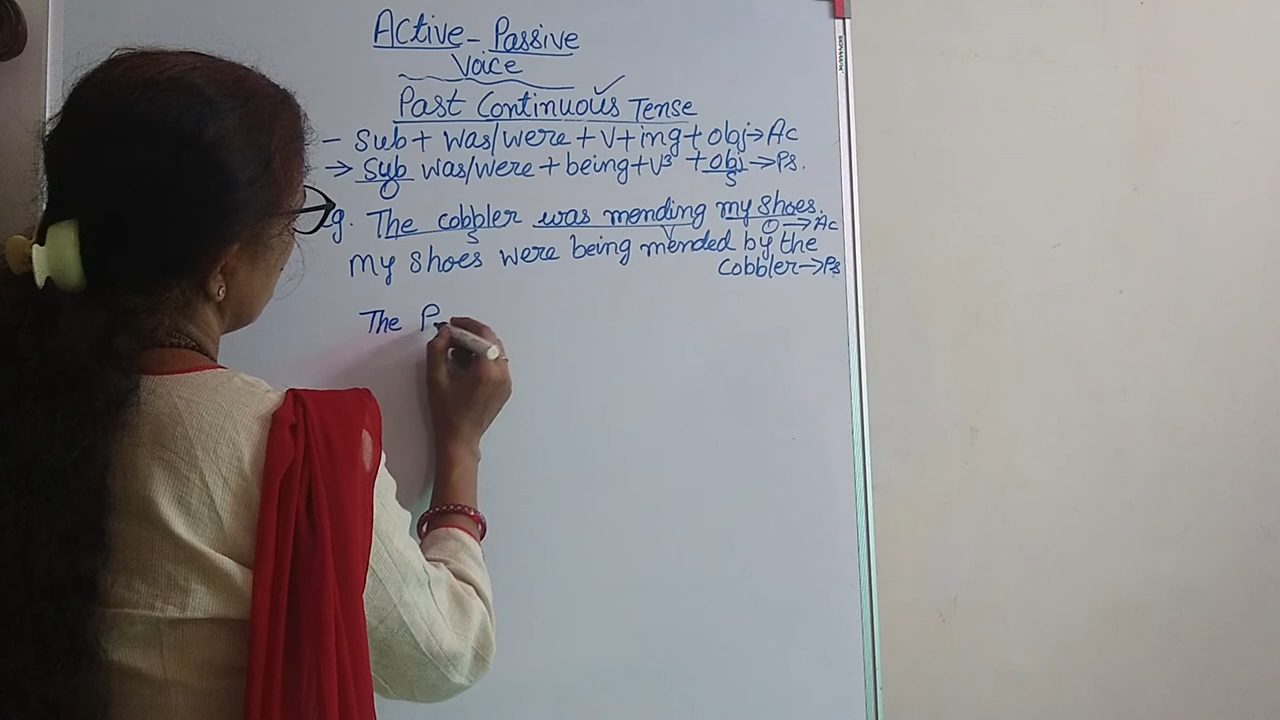 Active - Passive
Voice
Past Continuous Tense
- Sub + was/were + V + ing + obj → Ac
→ Sub was/were + being + V³ + obj → Ps.
O S
g. The cobbler was mending my shoes.
S V O → Ac
My shoes were being mended by the
cobbler → Ps
The P